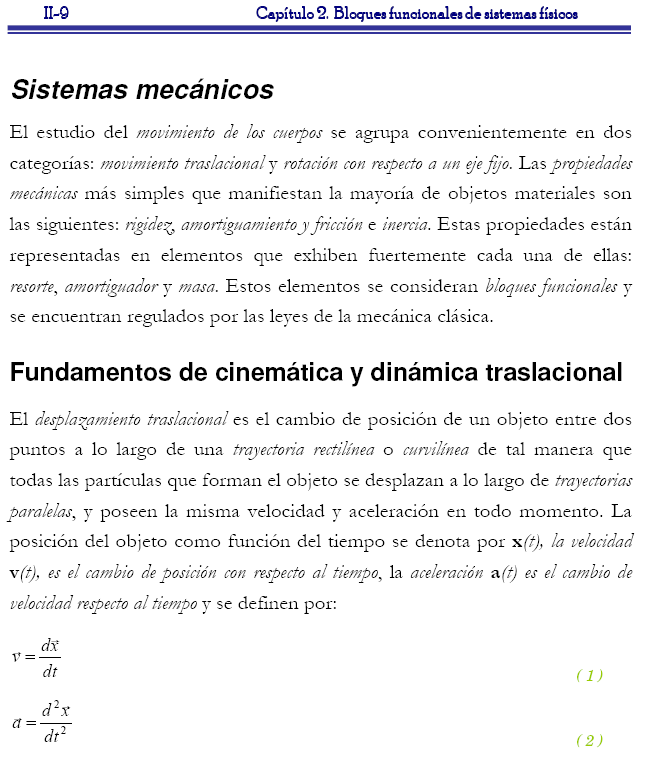 II-9 Capítulo 2. Bloques funcionales de sistemas físicos
Sistemas mecánicos
El estudio del movimiento de los cuerpos se agrupa convenientemente en dos
categorías: movimiento traslacional y rotación con respecto a un eje fijo. Las propiedades
mecánicas más simples que manifiestan la mayoría de objetos materiales son
las siguientes: rigidez, amortiguamiento y fricción e inercia. Estas propiedades están
representadas en elementos que exhiben fuertemente cada una de ellas:
resorte, amortiguador y masa. Estos elementos se consideran bloques funcionales y
se encuentran regulados por las leyes de la mecánica clásica.
Fundamentos de cinemática y dinámica traslacional
El desplazamiento traslacional es el cambio de posición de un objeto entre dos
puntos a lo largo de una trayectoria rectilínea o curvilínea de tal manera que
todas las partículas que forman el objeto se desplazan a lo largo de trayectorias
paralelas, y poseen la misma velocidad y aceleración en todo momento. La
posición del objeto como función del tiempo se denota por x(t), la velocidad
v(t), es el cambio de posición con respecto al tiempo, la aceleración a(t) es el cambio de
velocidad respecto al tiempo y se definen por:
v⃗ = dx⃗/dt (1)
a⃗ = d²x⃗/dt² (2)